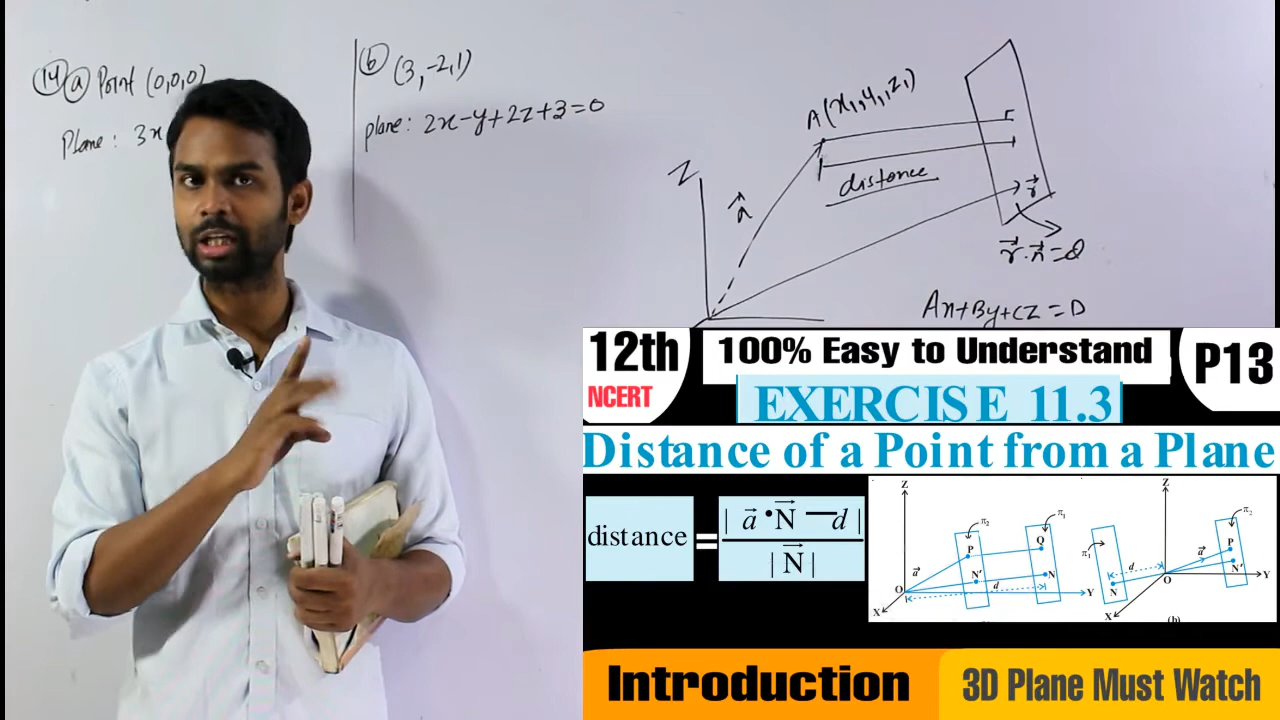 14 a Point (0,0,0)
Plane: 3x
b (3,-2,1)
plane: 2x-y+2z+3=0
A(x₁,y₁,z₁)
distance
Z
a⃗
r⃗
r⃗.n⃗=d
Ax+By+Cz=D
12th
NCERT
100% Easy to Understand
P13
EXERCISE 11.3
Distance of a Point from a Plane
distance = | a⃗ •N⃗ —d |
| N⃗ |
Z
π₂
π₁
P
Q
a⃗
N'
N
O
d
Y
X
Z
π₁
π₂
P
a⃗
d
N'
N
O
Y
X
(b)
Introduction
3D Plane Must Watch